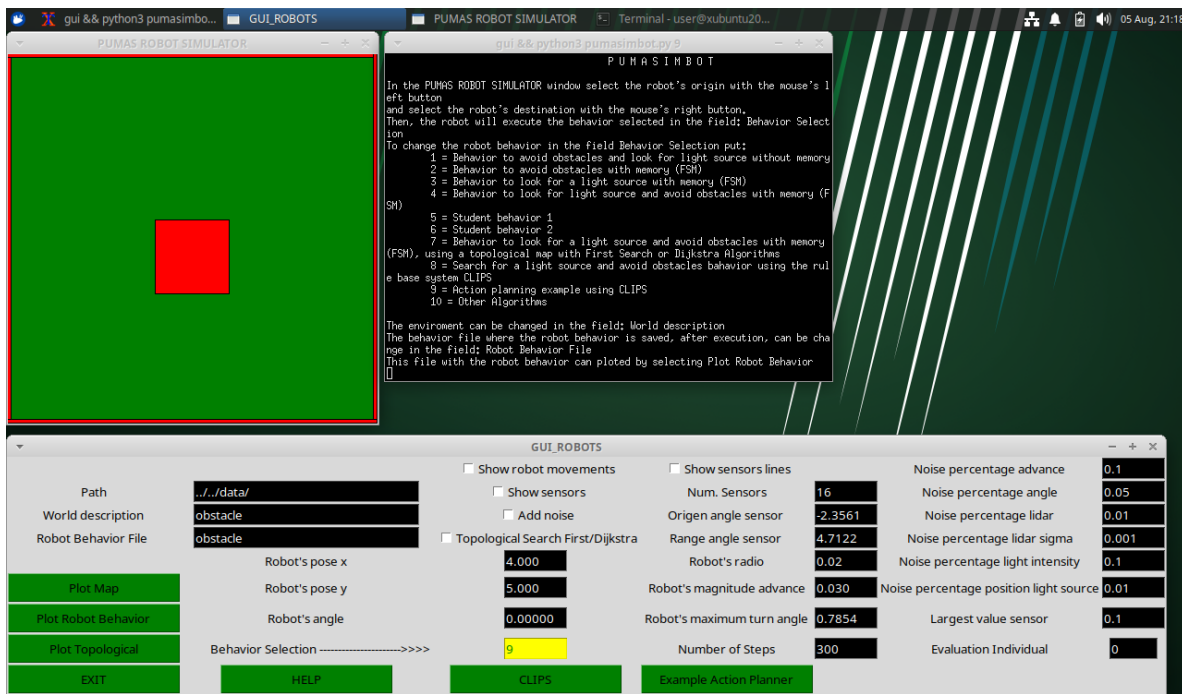 gui && python3 pumasimbo...
GUI_ROBOTS
PUMAS ROBOT SIMULATOR
Terminal - user@xubuntu20...
05 Aug, 21:18
PUMAS ROBOT SIMULATOR
gui && python3 pumasimbot.py 9
P U M A S I M B O T
In the PUMAS ROBOT SIMULATOR window select the robot's origin with the mouse's l
eft button
and select the robot's destination with the mouse's right button.
Then, the robot will execute the behavior selected in the field: Behavior Select
ion
To change the robot behavior in the field Behavior Selection put:
1 = Behavior to avoid obstacles and look for light source without memory
2 = Behavior to avoid obstacles with memory (FSM)
3 = Behavior to look for a light source with memory (FSM)
4 = Behavior to look for light source and avoid obstacles with memory (F
SM)
5 = Student behavior 1
6 = Student behavior 2
7 = Behavior to look for a light source and avoid obstacles with memory
(FSM), using a topological map with First Search or Dijkstra Algorithms
8 = Search for a light source and avoid obstacles bahavior using the rul
e base system CLIPS
9 = Action planning example using CLIPS
10 = Other Algorithms
The enviroment can be changed in the field: World description
The behavior file where the robot behavior is saved, after execution, can be cha
nge in the field: Robot Behavior File
This file with the robot behavior can ploted by selecting Plot Robot Behavior
GUI_ROBOTS
Show robot movements Show sensors lines Noise percentage advance 0.1
Path ../../data/ Show sensors Num. Sensors 16 Noise percentage angle 0.05
World description obstacle Add noise Origen angle sensor -2.3561 Noise percentage lidar 0.01
Robot Behavior File obstacle Topological Search First/Dijkstra Range angle sensor 4.7122 Noise percentage lidar sigma 0.001
Robot's pose x 4.000 Robot's radio 0.02 Noise percentage light intensity 0.1
Plot Map Robot's pose y 5.000 Robot's magnitude advance 0.030 Noise percentage position light source 0.01
Plot Robot Behavior Robot's angle 0.00000 Robot's maximum turn angle 0.7854 Largest value sensor 0.1
Plot Topological Behavior Selection ---------------------->>>> 9 Number of Steps 300 Evaluation Individual 0
EXIT HELP CLIPS Example Action Planner